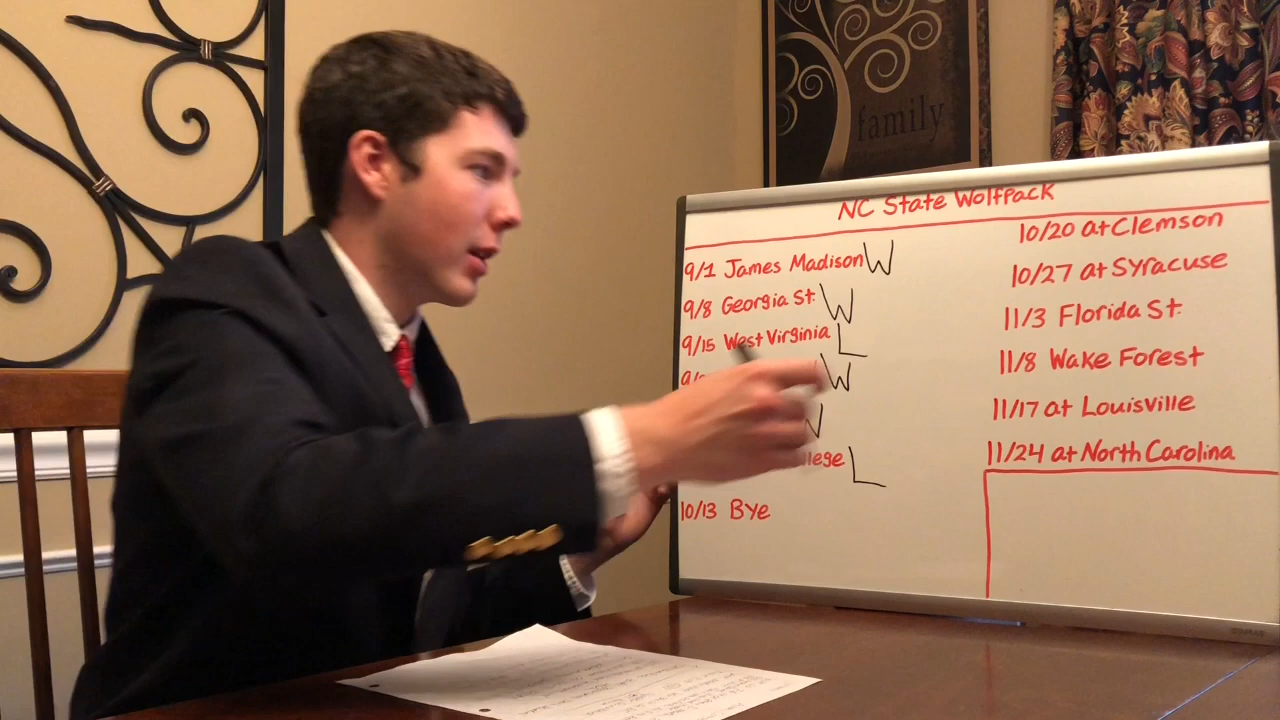 family
NC State Wolfpack
9/1 James Madison W
9/8 Georgia St. W
9/15 West Virginia L
W
W
L
10/13 Bye
10/20 at Clemson
10/27 at Syracuse
11/3 Florida St.
11/8 Wake Forest
11/17 at Louisville
11/24 at North Carolina